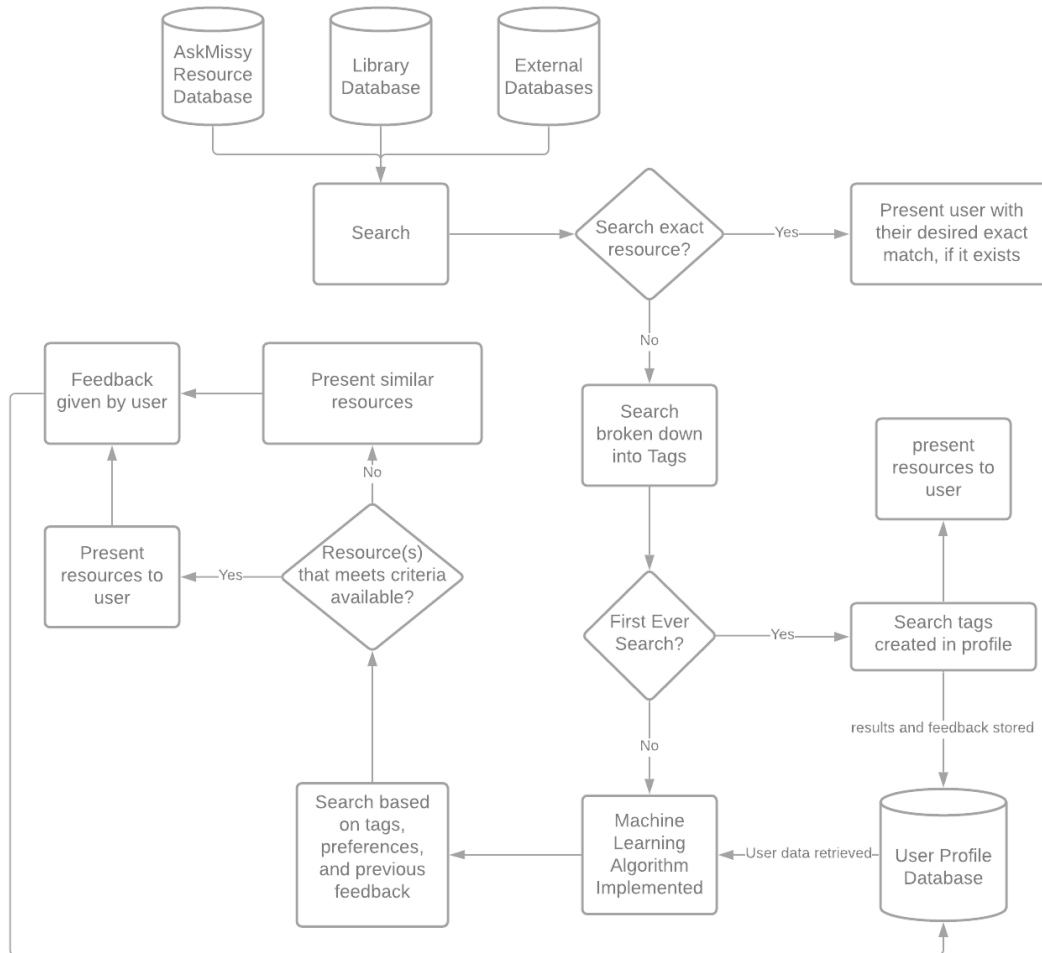 AskMissy
Resource
Database
Library
Database
External
Databases
Search
Search exact
resource?
Yes
Present user with
their desired exact
match, if it exists
No
Feedback
given by user
Present similar
resources
Search
broken down
into Tags
present
resources to
user
No
Present
resources to
user
Yes
Resource(s)
that meets criteria
available?
First Ever
Search?
Yes
Search tags
created in profile
results and feedback stored
No
Search based
on tags,
preferences,
and previous
feedback
Machine
Learning
Algorithm
Implemented
User data retrieved
User Profile
Database